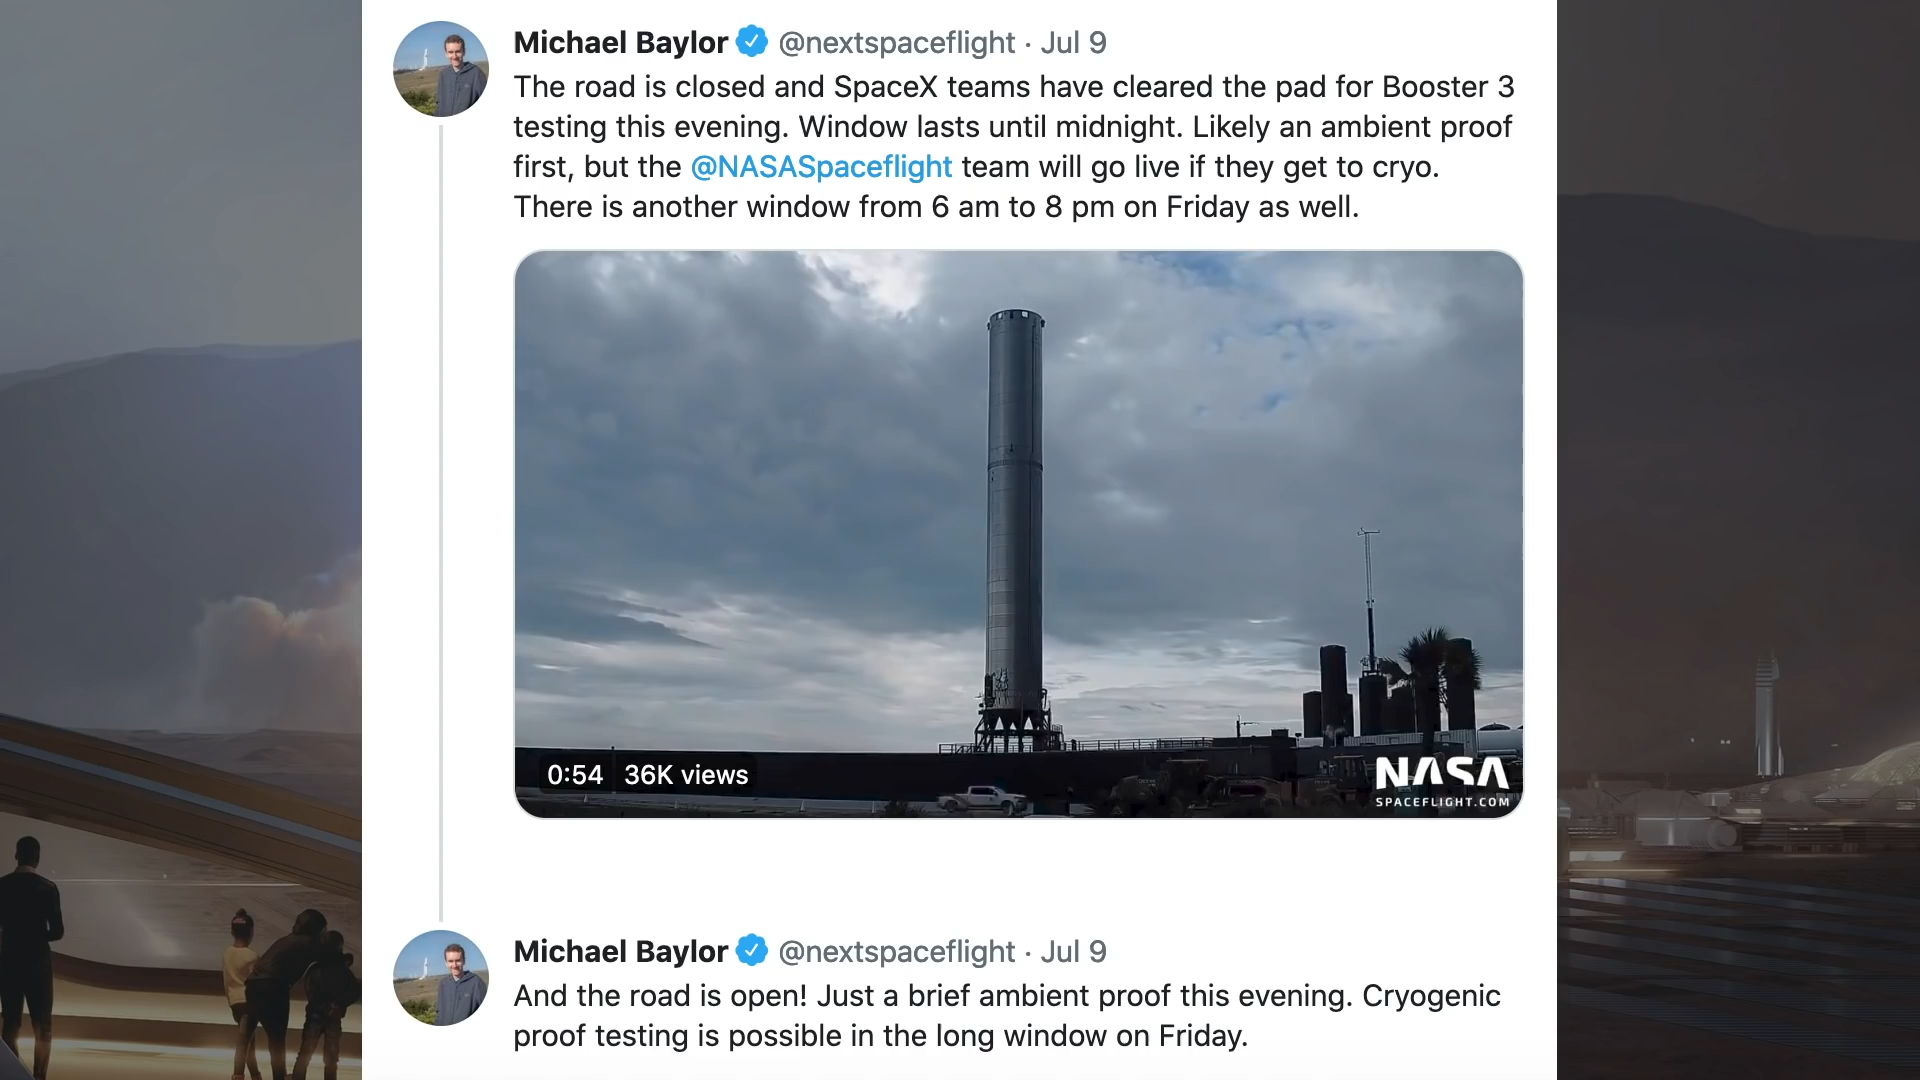 Michael Baylor @nextspaceflight · Jul 9
The road is closed and SpaceX teams have cleared the pad for Booster 3
testing this evening. Window lasts until midnight. Likely an ambient proof
first, but the @NASASpaceflight team will go live if they get to cryo.
There is another window from 6 am to 8 pm on Friday as well.
0:54 36K views
NASA
SPACEFLIGHT.COM
Michael Baylor @nextspaceflight · Jul 9
And the road is open! Just a brief ambient proof this evening. Cryogenic
proof testing is possible in the long window on Friday.